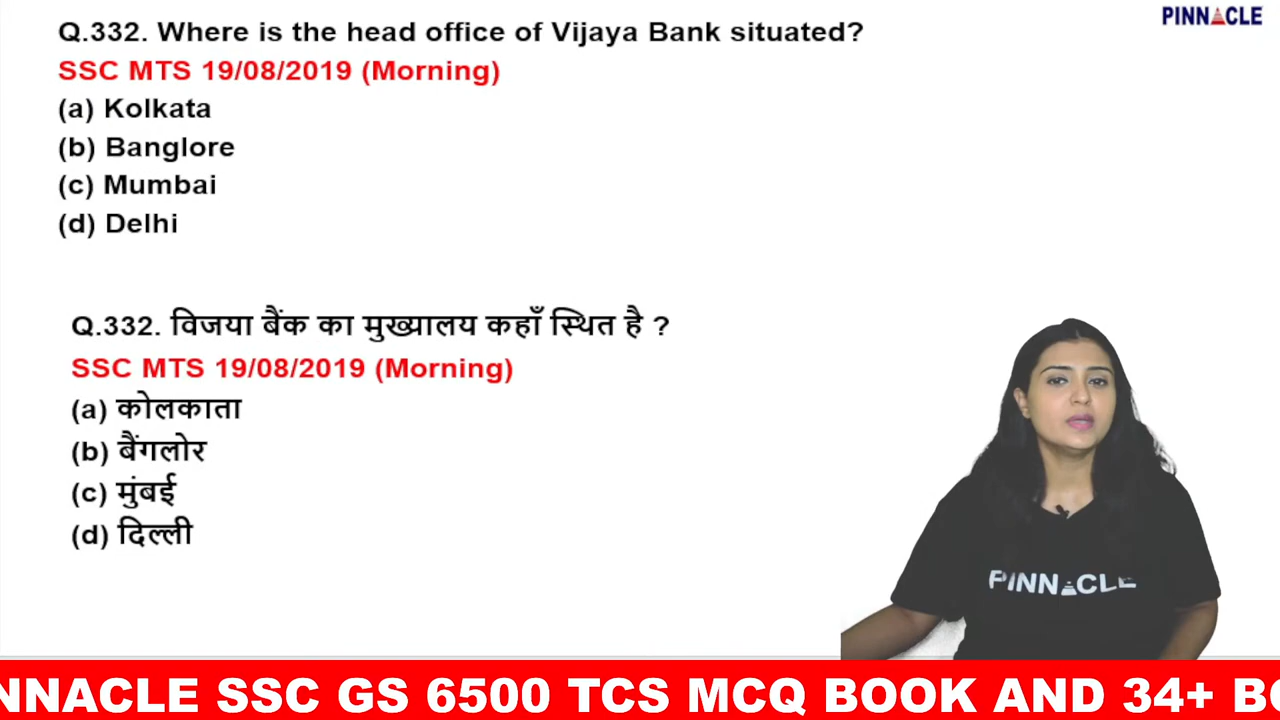 PINNACLE
Q.332. Where is the head office of Vijaya Bank situated?
SSC MTS 19/08/2019 (Morning)
(a) Kolkata
(b) Banglore
(c) Mumbai
(d) Delhi
Q.332. विजया बैंक का मुख्यालय कहाँ स्थित है ?
SSC MTS 19/08/2019 (Morning)
(a) कोलकाता
(b) बैंगलोर
(c) मुंबई
(d) दिल्ली
PINNACLE
NNACLE SSC GS 6500 TCS MCQ BOOK AND 34+ BO